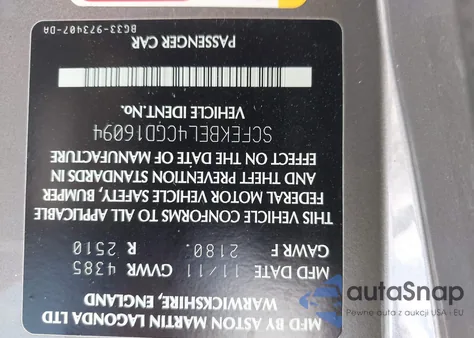 MFD BY ASTON MARTIN LAGONDA LTD
WARWICKSHIRE, ENGLAND
MFD DATE 11/11 GVWR 4385
GAWR F 2180. R 2510
THIS VEHICLE CONFORMS TO ALL APPLICABLE
FEDERAL MOTOR VEHICLE SAFETY, BUMPER
AND THEFT PREVENTION STANDARDS IN
EFFECT ON THE DATE OF MANUFACTURE
SCFEKBEL4CGD16094
VEHICLE IDENT.No.
PASSENGER CAR
BG33-973407-DA
autoSnap
Pewne auta z aukcji USA i EU